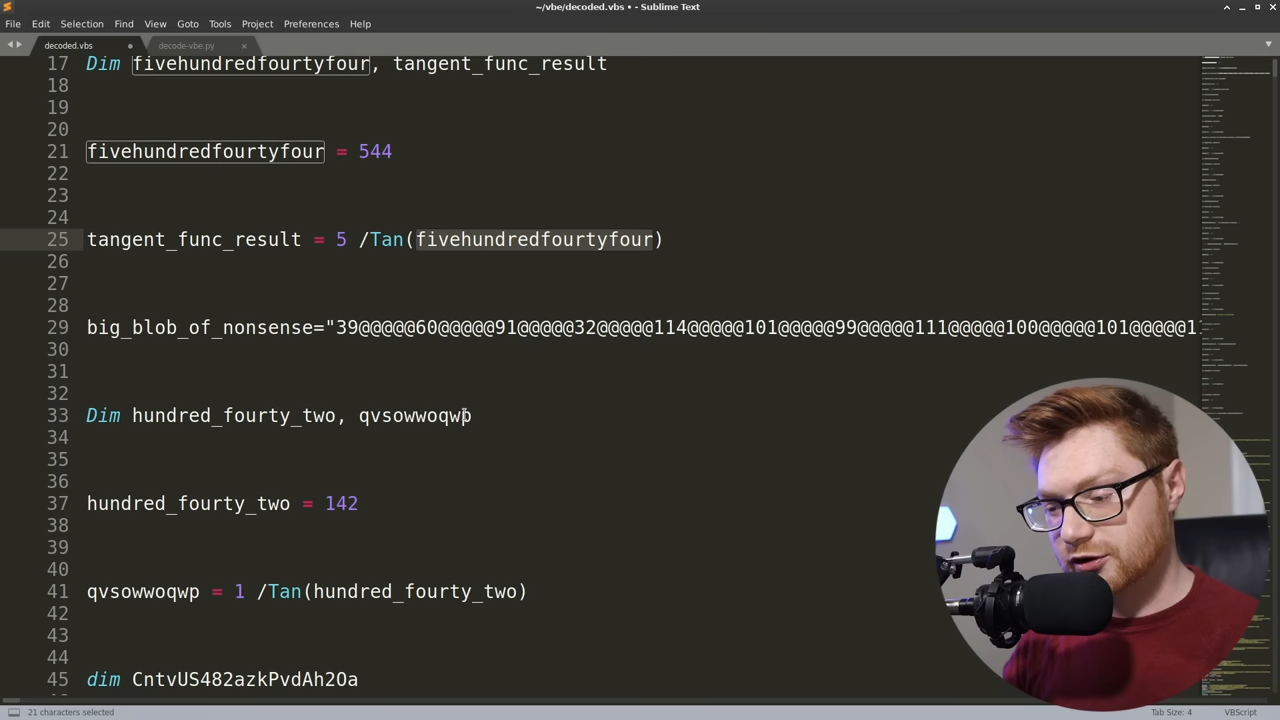 ~/vbe/decoded.vbs • - Sublime Text
File Edit Selection Find View Goto Tools Project Preferences Help
decoded.vbs decode-vbe.py
17 Dim fivehundredfourtyfour, tangent_func_result
18
19
20
21 fivehundredfourtyfour = 544
22
23
24
25 tangent_func_result = 5 /Tan(fivehundredfourtyfour)
26
27
28
29 big_blob_of_nonsense="39@@@@@60@@@@@91@@@@@32@@@@@114@@@@@101@@@@@99@@@@@111@@@@@100@@@@@101@@@@@1
30
31
32
33 Dim hundred_fourty_two, qvsowwoqwp
34
35
36
37 hundred_fourty_two = 142
38
39
40
41 qvsowwoqwp = 1 /Tan(hundred_fourty_two)
42
43
44
45 dim CntvUS482azkPvdAh2Oa
21 characters selected Tab Size: 4 VBScript